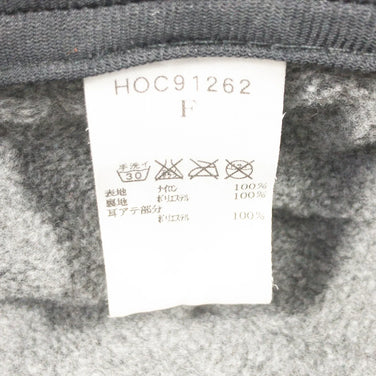 HOC91262
F
手洗イ
30
表地 ナイロン 100%
裏地 ポリエステル 100%
耳アテ部分
ポリエステル 100%